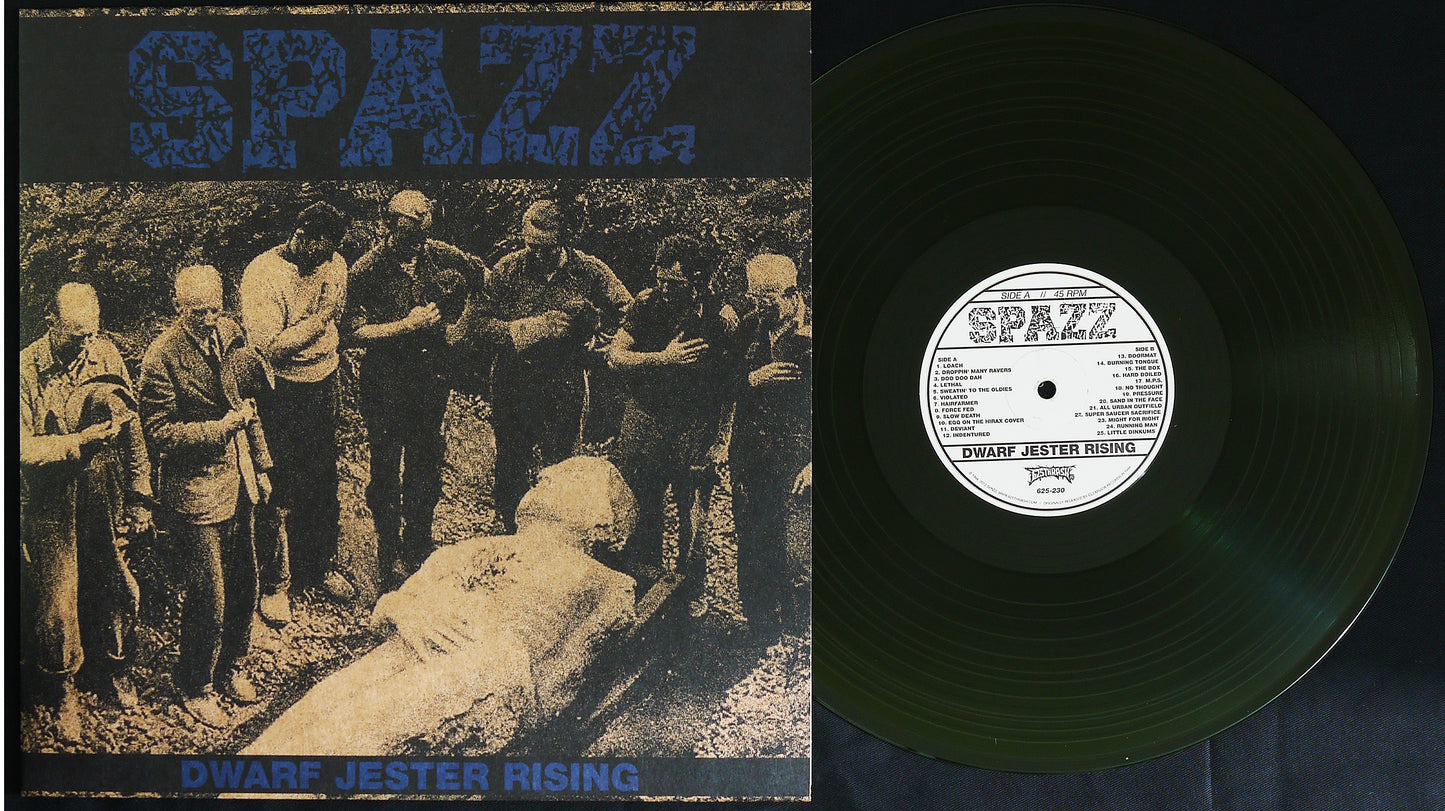 SPAZZ
DWARF JESTER RISING
SIDE A // 45 RPM
SPAZZ
SIDE A
1. LOACH
2. DROPPIN' MANY RAVERS
3. DOO DOO DAH
4. LETHAL
5. SWEATIN' TO THE OLDIES
6. VIOLATED
7. HAIRFARMER
8. FORCE FED
9. SLOW DEATH
10. EGG ON THE HIRAX COVER
11. DEVIANT
12. INDENTURED
SIDE B
13. DOORMAT
14. BURNING TONGUE
15. THE BOX
16. HARD BOILED
17. M.P.S.
18. NO THOUGHT
19. PRESSURE
20. SAND IN THE FACE
21. ALL URBAN OUTFIELD
22. SUPER SAUCER SACRIFICE
23. MIGHT FOR RIGHT
24. RUNNING MAN
25. LITTLE DINKUMS
DWARF JESTER RISING
625THRASH
625-230